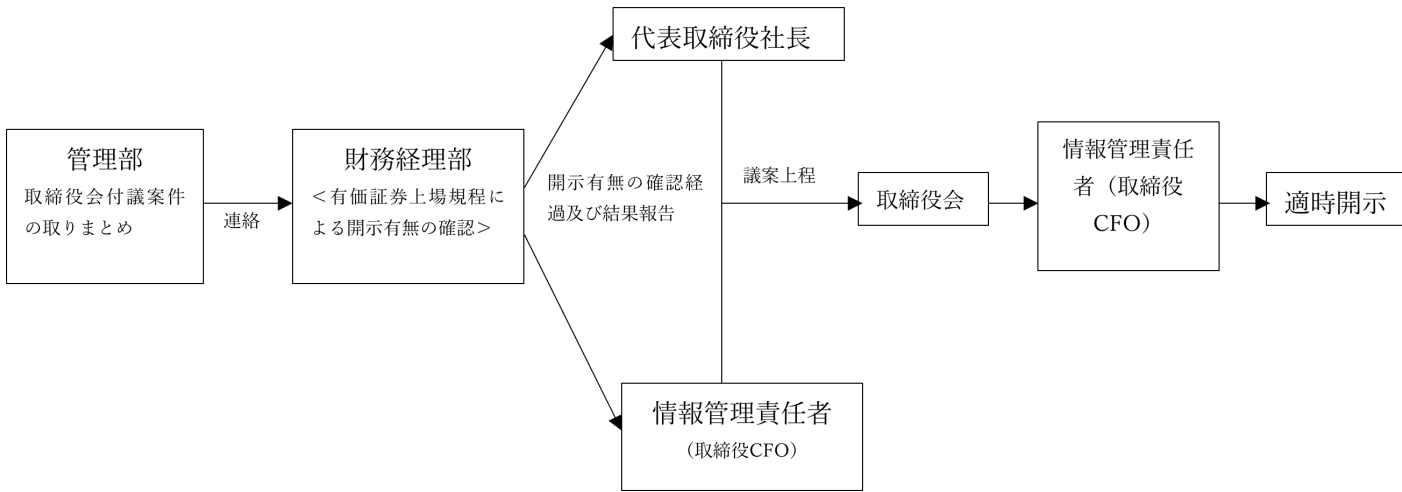 代表取締役社長
管理部
取締役会付議案件
の取りまとめ
連絡
財務経理部
<有価証券上場規程に
よる開示有無の確認>
開示有無の確認経
過及び結果報告
議案上程
取締役会
情報管理責任
者（取締役
CFO）
適時開示
情報管理責任者
（取締役CFO）